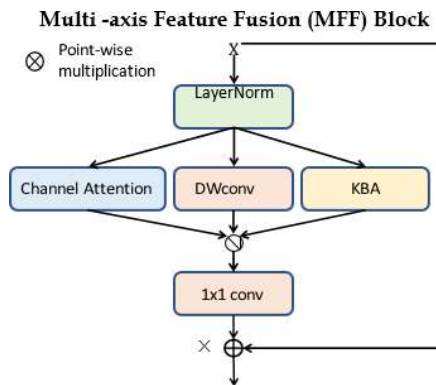 Multi -axis Feature Fusion (MFF) Block
Point-wise
multiplication
X
LayerNorm
Channel Attention
DWconv
KBA
1x1 conv
X